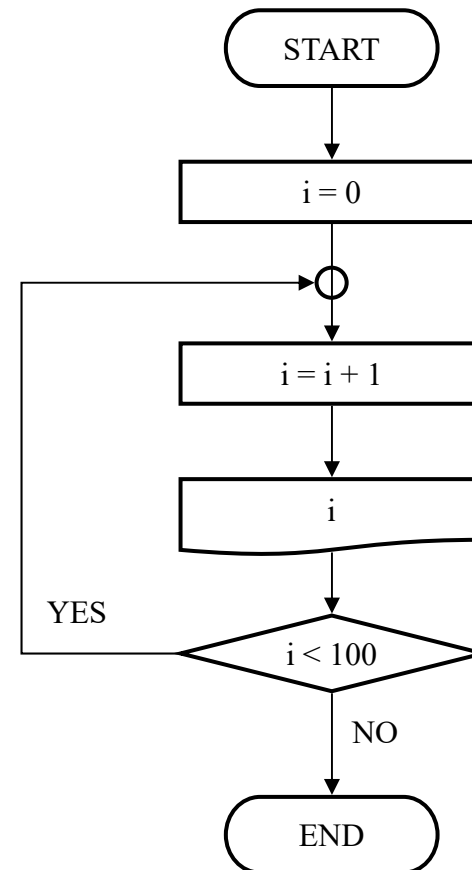 START
i = 0
i = i + 1
i
YES
i < 100
NO
END